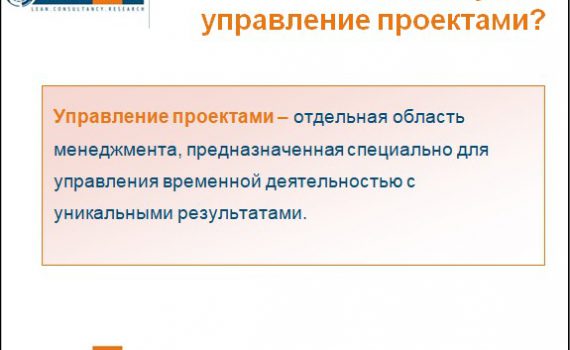 LEAN.CONSULTANCY.RESEARCH
управление проектами?
Управление проектами – отдельная область
менеджмента, предназначенная специально для
управления временной деятельностью с
уникальными результатами.